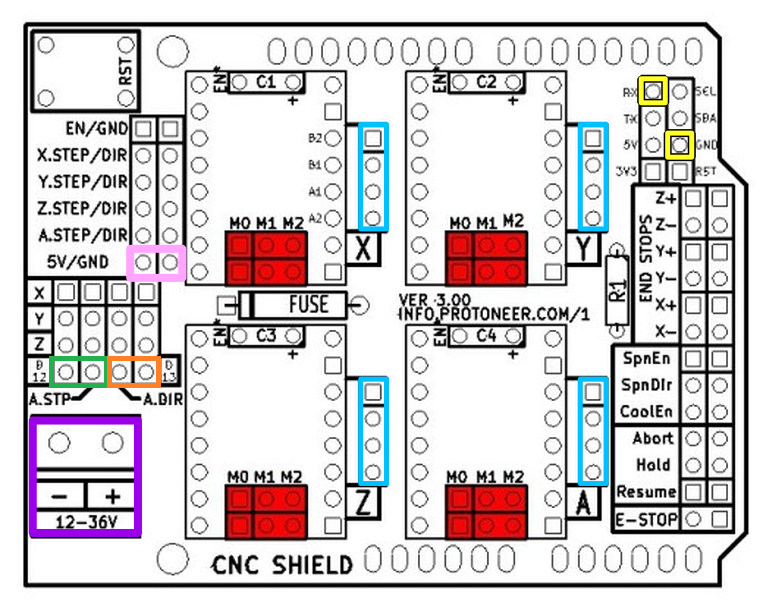 RST
EN* C1
+
EN* C2
+
RX SCL
TX SDA
5V GND
3V3 RST
EN/GND
X.STEP/DIR
Y.STEP/DIR
Z.STEP/DIR
A.STEP/DIR
5V/GND
B2
B1
A1
A2
M0 M1 M2
X
M0 M1 M2
Y
Z+
Z-
Y+
Y-
X+
X-
END STOPS
R1
X
Y
Z
D12 D13
A.STP A.DIR
FUSE
VER 3.00
INFO.PROTONEER.COM/1
EN* C3
+
EN* C4
+
SpnEn
SpnDIr
CoolEn
Abort
Hold
Resume
E-STOP
- +
12-36V
M0 M1 M2
Z
M0 M1 M2
A
CNC SHIELD